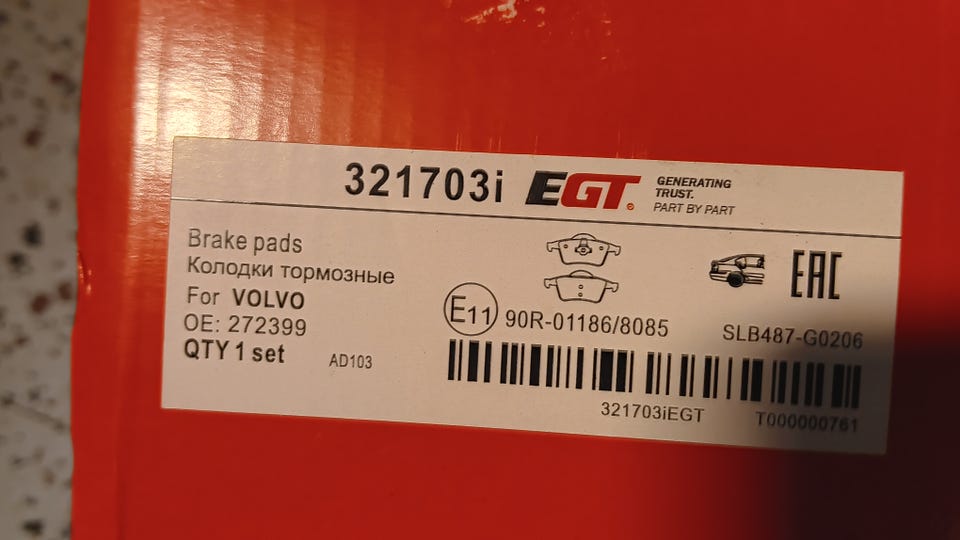 321703i EGT GENERATING
TRUST.
PART BY PART
Brake pads
Колодки тормозные
For VOLVO
OE: 272399
QTY 1 set
AD103
EAC
E11 90R-01186/8085
SLB487-G0206
321703iEGT
T000000761